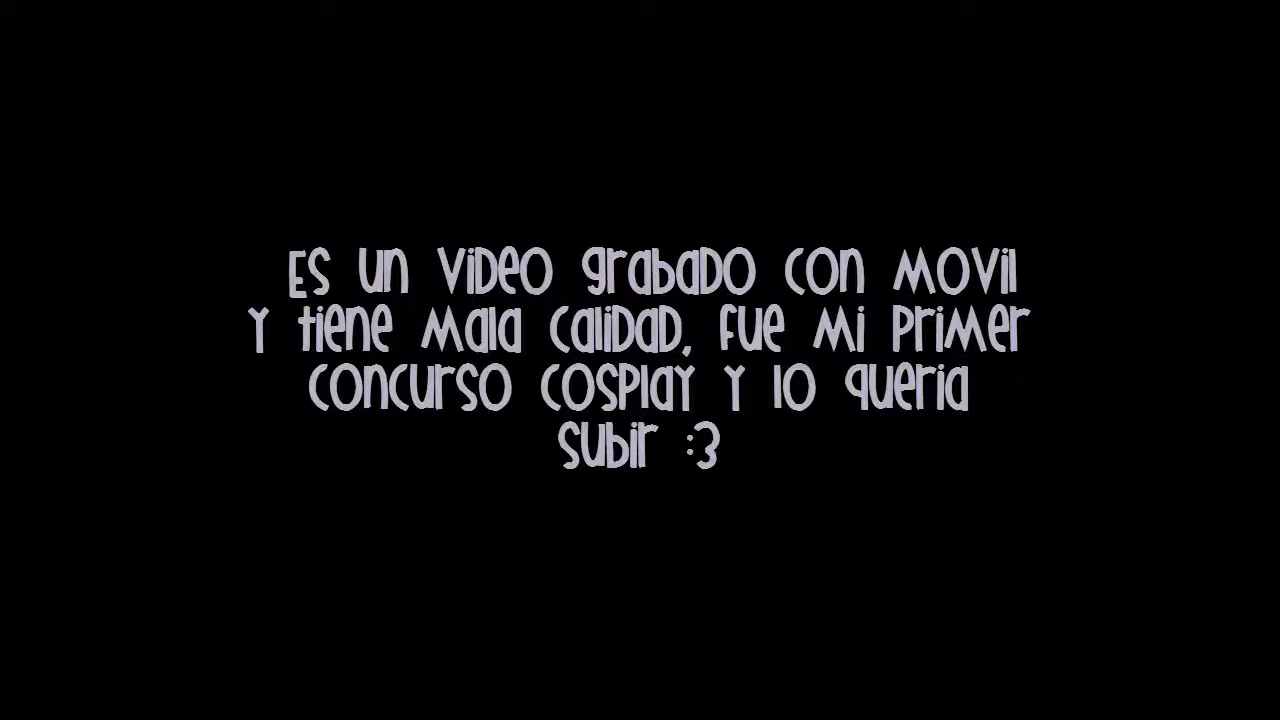 Es un video grabado con movil
y tiene mala calidad, fue mi primer
concurso cosplay y lo queria
subir :3